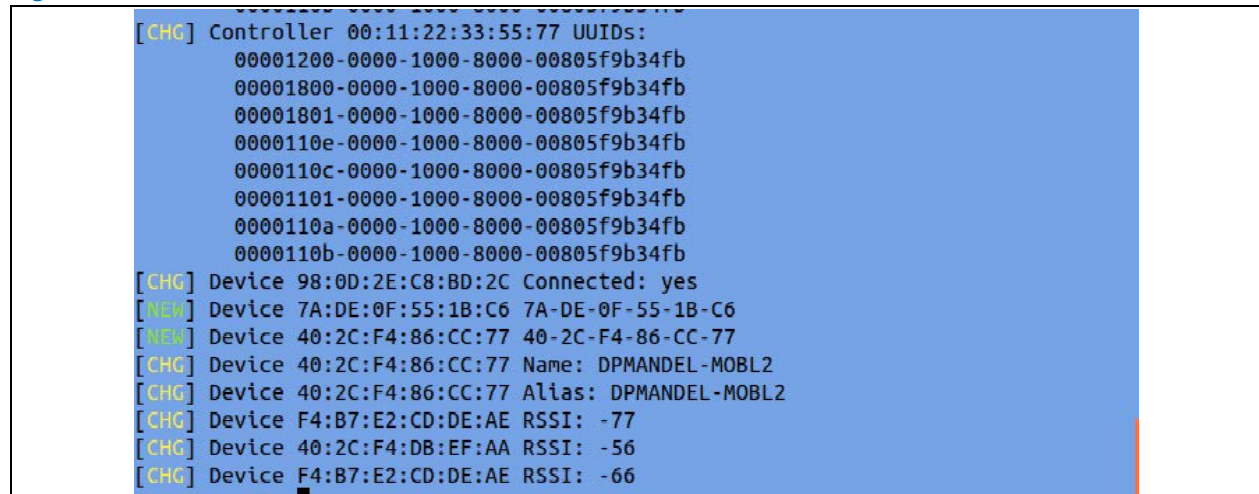 [CHG] Controller 00:11:22:33:55:77 UUIDs:
00001200-0000-1000-8000-00805f9b34fb
00001800-0000-1000-8000-00805f9b34fb
00001801-0000-1000-8000-00805f9b34fb
0000110e-0000-1000-8000-00805f9b34fb
0000110c-0000-1000-8000-00805f9b34fb
00001101-0000-1000-8000-00805f9b34fb
0000110a-0000-1000-8000-00805f9b34fb
0000110b-0000-1000-8000-00805f9b34fb
[CHG] Device 98:0D:2E:C8:BD:2C Connected: yes
[NEW] Device 7A:DE:0F:55:1B:C6 7A-DE-0F-55-1B-C6
[NEW] Device 40:2C:F4:86:CC:77 40-2C-F4-86-CC-77
[CHG] Device 40:2C:F4:86:CC:77 Name: DPMANDEL-MOBL2
[CHG] Device 40:2C:F4:86:CC:77 Alias: DPMANDEL-MOBL2
[CHG] Device F4:B7:E2:CD:DE:AE RSSI: -77
[CHG] Device 40:2C:F4:DB:EF:AA RSSI: -56
[CHG] Device F4:B7:E2:CD:DE:AE RSSI: -66